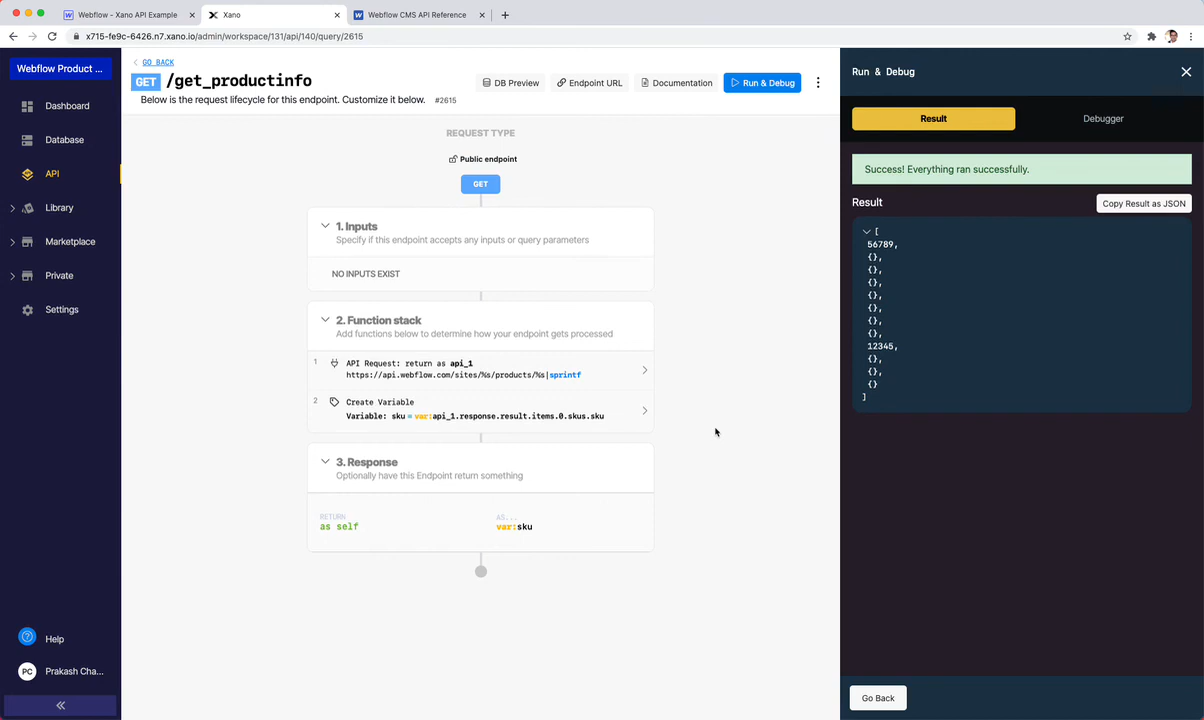 Webflow - Xano API Example
Xano
Webflow CMS API Reference
x715-fe9c-6426.n7.xano.io/admin/workspace/131/api/140/query/2615
Webflow Product ...
Dashboard
Database
API
Library
Marketplace
Private
Settings
Help
PC
Prakash Cha...
GO BACK
GET /get_productinfo
DB Preview
Endpoint URL
Documentation
Run & Debug
Below is the request lifecycle for this endpoint. Customize it below. #2615
REQUEST TYPE
Public endpoint
GET
1. Inputs
Specify if this endpoint accepts any inputs or query parameters
NO INPUTS EXIST
2. Function stack
Add functions below to determine how your endpoint gets processed
1 API Request: return as api_1
https://api.webflow.com/sites/%s/products/%s|sprintf
2 Create Variable
Variable: sku = var:api_1.response.result.items.0.skus.sku
3. Response
Optionally have this Endpoint return something
RETURN AS...
as self var:sku
Run & Debug
Result
Debugger
Success! Everything ran successfully.
Result
Copy Result as JSON
[
56789,
{},
{},
{},
{},
{},
{},
{},
12345,
{},
{},
{}
]
Go Back